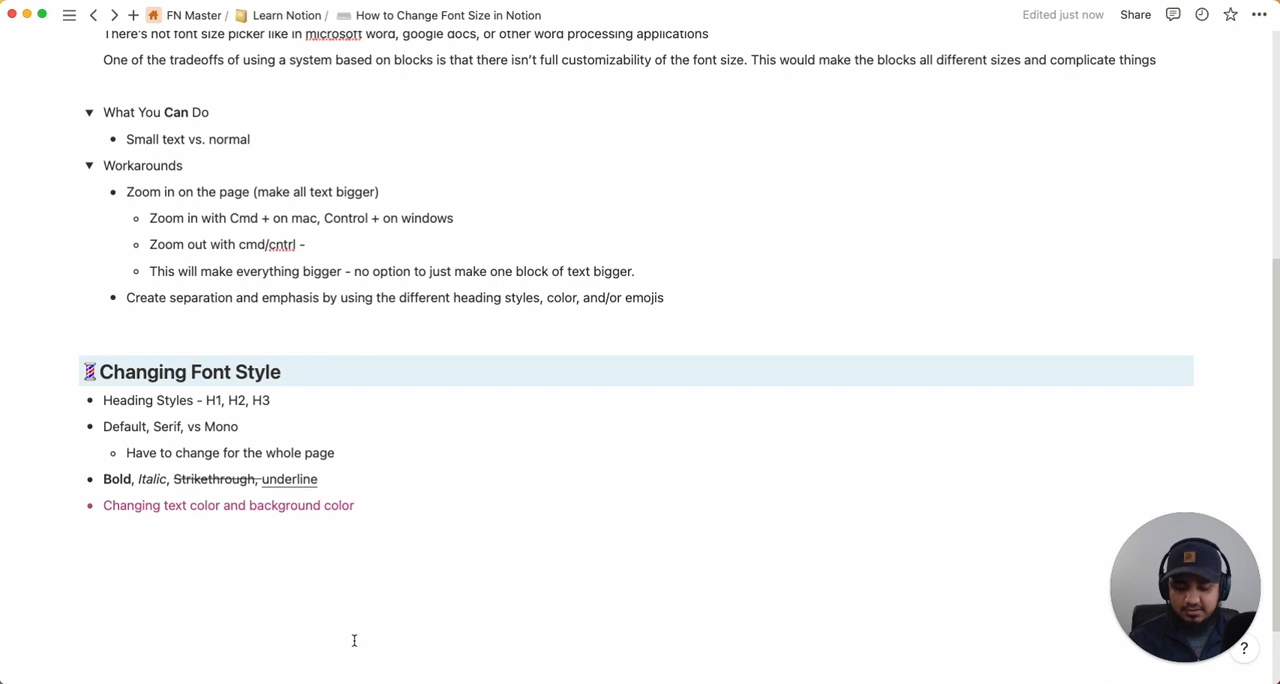 FN Master / Learn Notion / How to Change Font Size in Notion Edited just now Share
There's not font size picker like in microsoft word, google docs, or other word processing applications
One of the tradeoffs of using a system based on blocks is that there isn't full customizability of the font size. This would make the blocks all different sizes and complicate things
What You Can Do
Small text vs. normal
Workarounds
Zoom in on the page (make all text bigger)
Zoom in with Cmd + on mac, Control + on windows
Zoom out with cmd/cntrl -
This will make everything bigger - no option to just make one block of text bigger.
Create separation and emphasis by using the different heading styles, color, and/or emojis
💈Changing Font Style
Heading Styles - H1, H2, H3
Default, Serif, vs Mono
Have to change for the whole page
Bold, Italic, Strikethrough, underline
Changing text color and background color
?